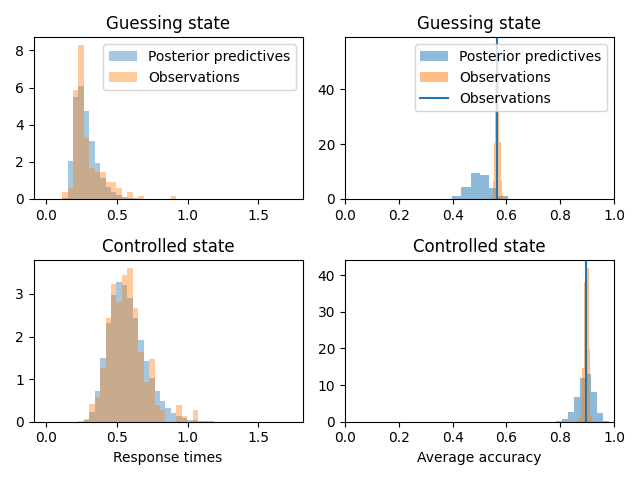 Guessing state
8
6
4
2
0
0.0 0.5 1.0 1.5
Posterior predictives
Observations
Guessing state
40
20
0
0.0 0.2 0.4 0.6 0.8 1.0
Posterior predictives
Observations
Observations
Controlled state
3
2
1
0
0.0 0.5 1.0 1.5
Response times
Controlled state
40
30
20
10
0
0.0 0.2 0.4 0.6 0.8 1.0
Average accuracy